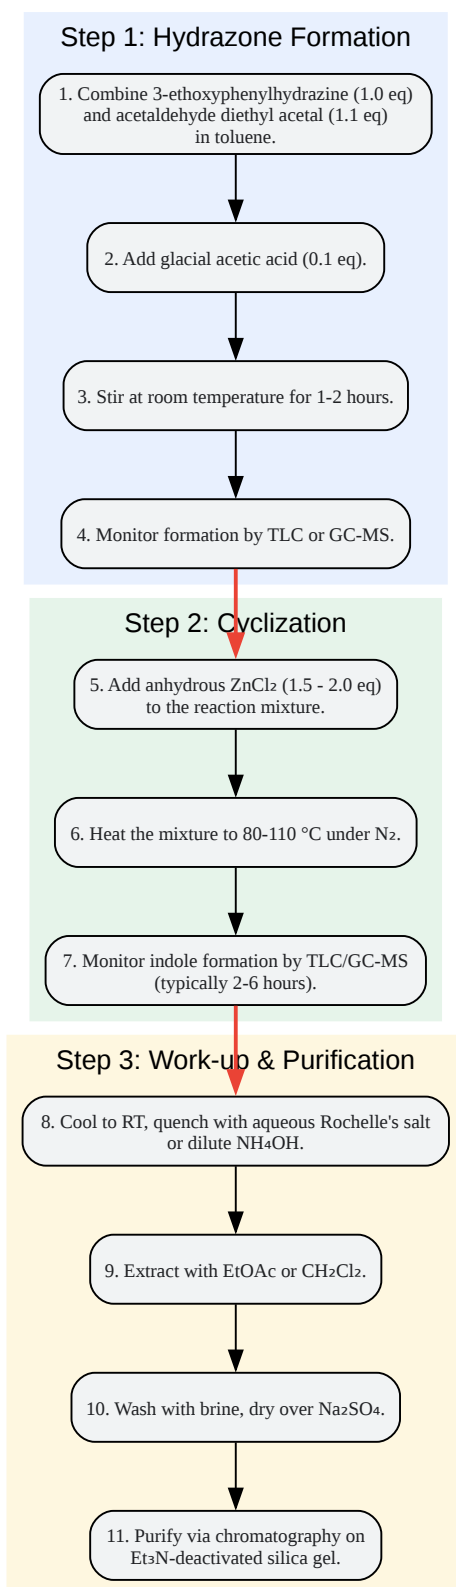 Step 1: Hydrazone Formation
1. Combine 3-ethoxyphenylhydrazine (1.0 eq)
and acetaldehyde diethyl acetal (1.1 eq)
in toluene.
2. Add glacial acetic acid (0.1 eq).
3. Stir at room temperature for 1-2 hours.
4. Monitor formation by TLC or GC-MS.
Step 2: Cyclization
5. Add anhydrous ZnCl₂ (1.5 - 2.0 eq)
to the reaction mixture.
6. Heat the mixture to 80-110 °C under N₂.
7. Monitor indole formation by TLC/GC-MS
(typically 2-6 hours).
Step 3: Work-up & Purification
8. Cool to RT, quench with aqueous Rochelle's salt
or dilute NH₄OH.
9. Extract with EtOAc or CH₂Cl₂.
10. Wash with brine, dry over Na₂SO₄.
11. Purify via chromatography on
Et₃N-deactivated silica gel.